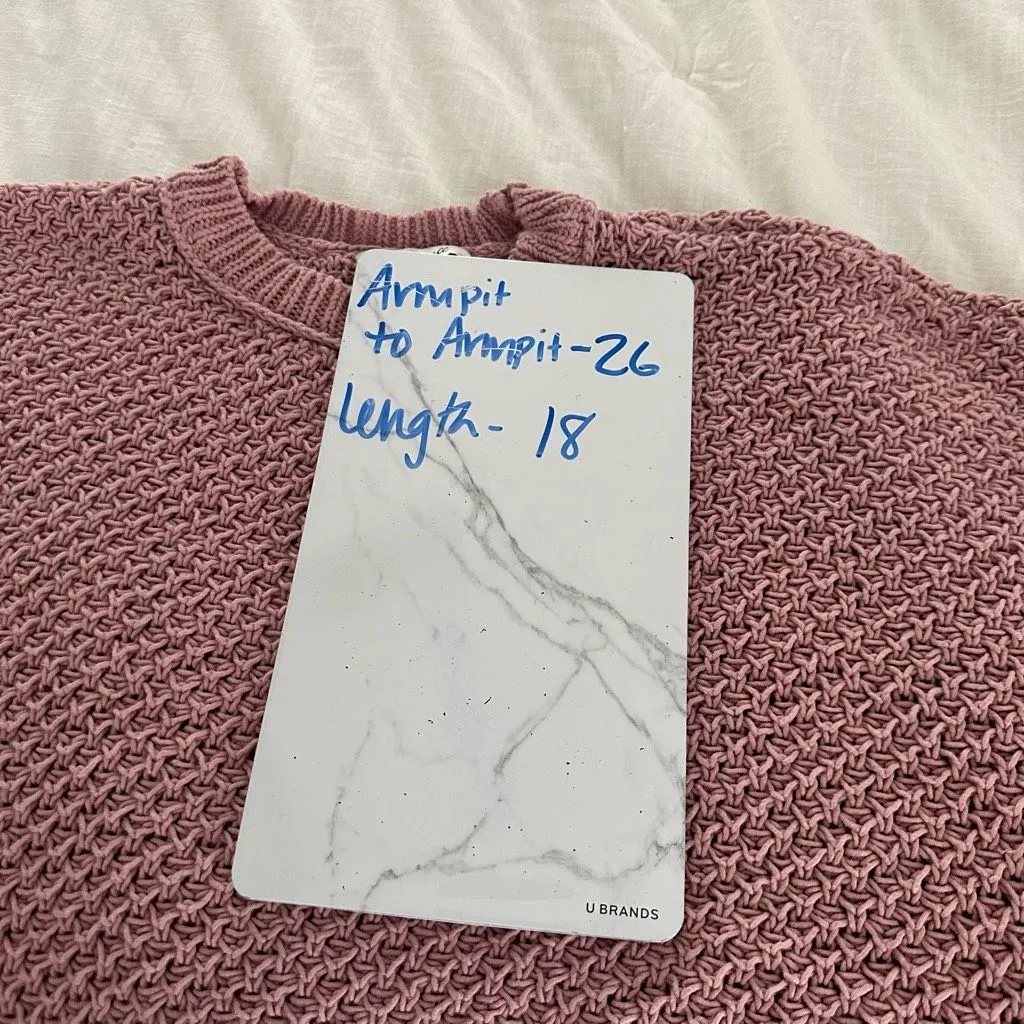 Armpit
to Armpit-26
length- 18
U BRANDS